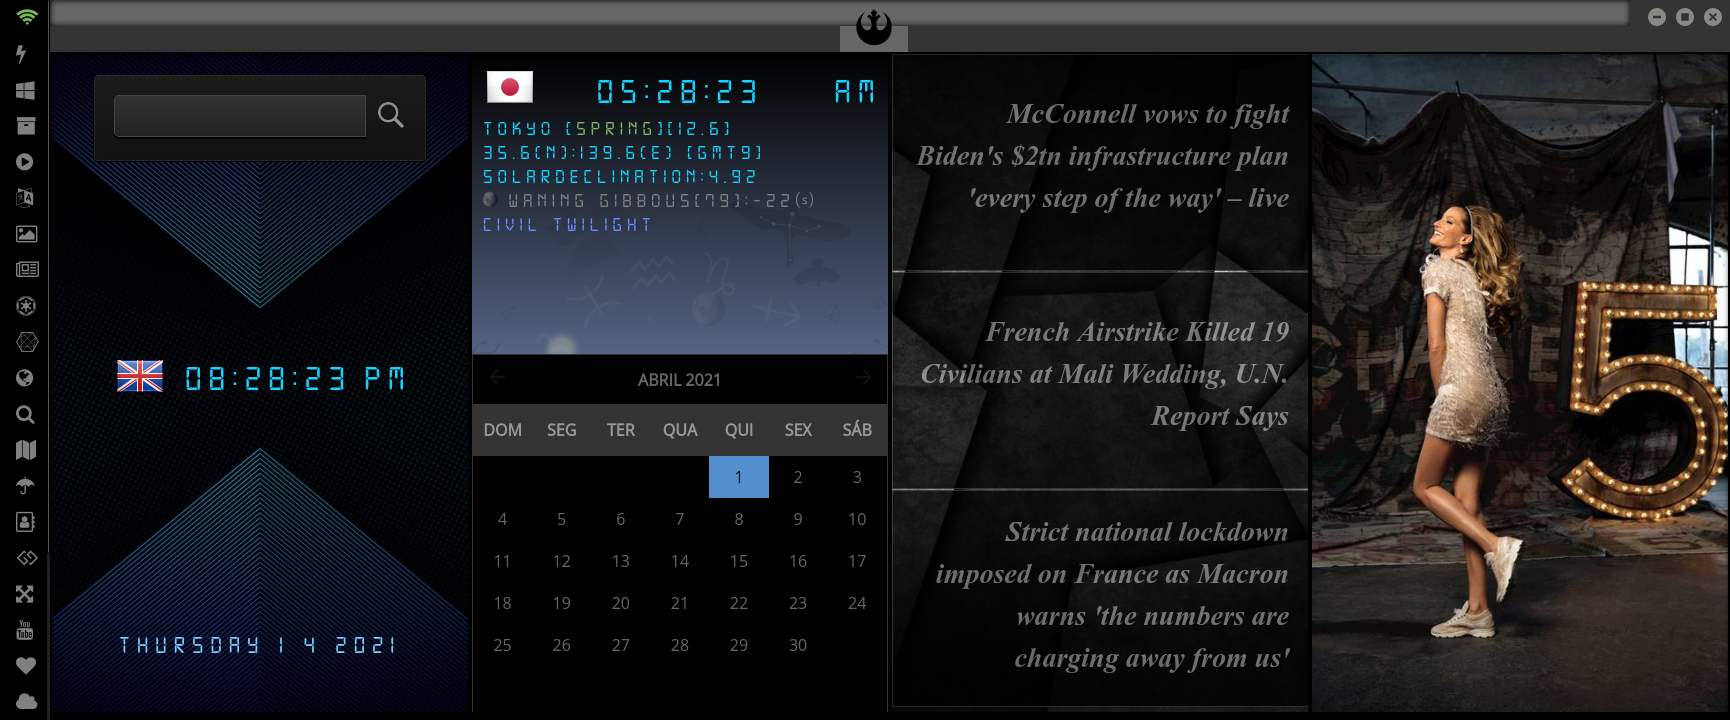 08:28:23 PM
THURSDAY 1 4 2021
05:28:23 AM
TOKYO [SPRING][12.6]
35.6(N):139.6(E) [GMT9]
SOLARDECLINATION:4.92
WANING GIBBOUS[79]:-22(s)
CIVIL TWILIGHT
ABRIL 2021
DOM SEG TER QUA QUI SEX SÁB
1 2 3
4 5 6 7 8 9 10
11 12 13 14 15 16 17
18 19 20 21 22 23 24
25 26 27 28 29 30
McConnell vows to fight
Biden's $2tn infrastructure plan
'every step of the way' – live
French Airstrike Killed 19
Civilians at Mali Wedding, U.N.
Report Says
Strict national lockdown
imposed on France as Macron
warns 'the numbers are
charging away from us'
5
You
Tube